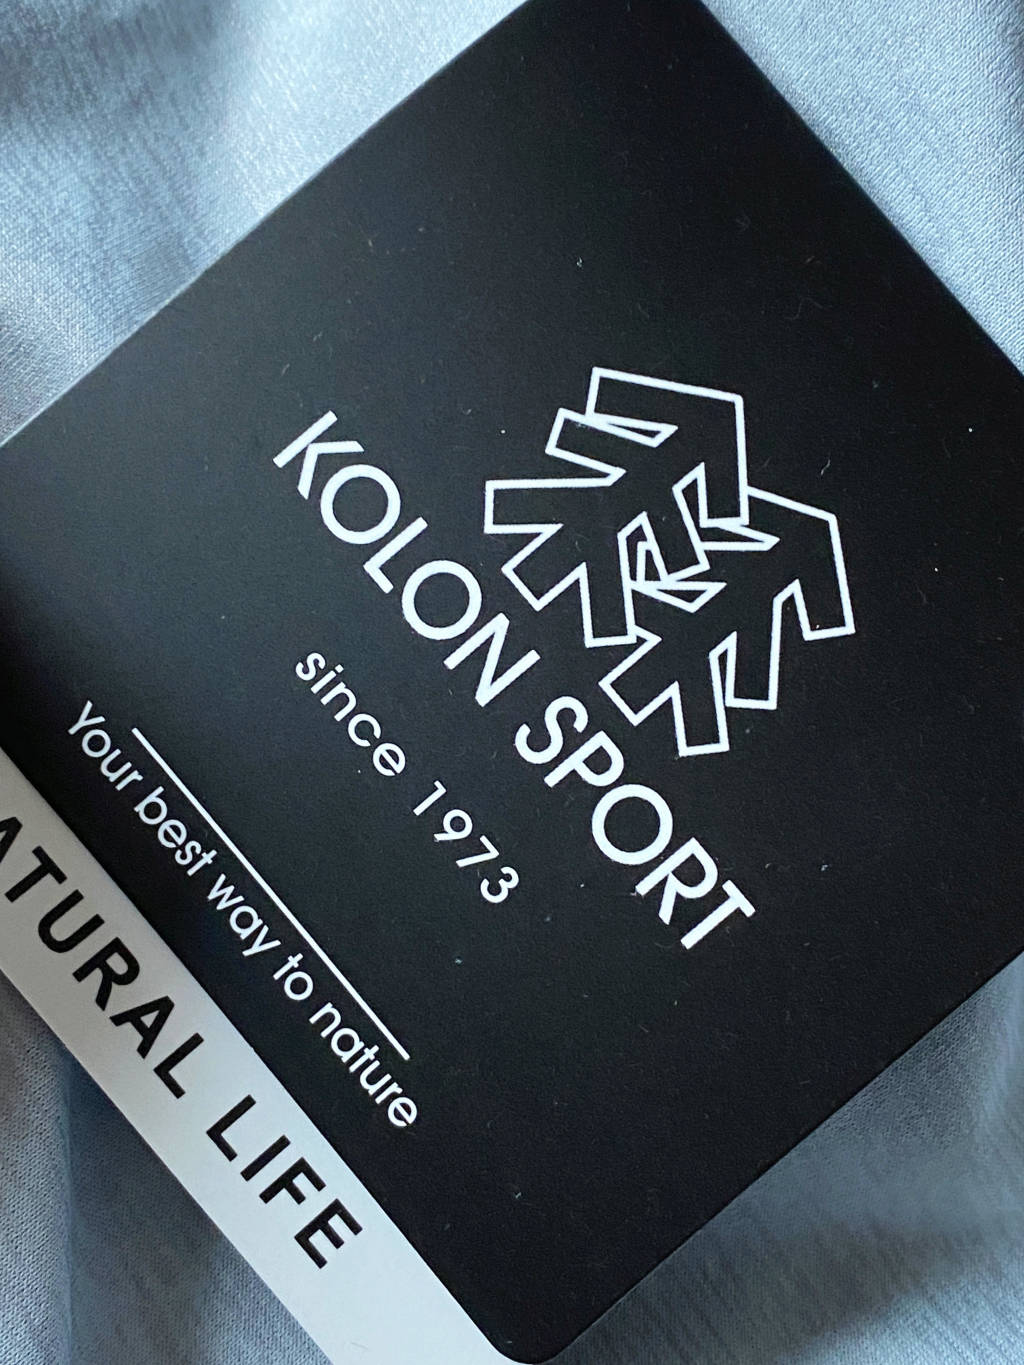 KOLON SPORT
since 1973
Your best way to nature
ATURAL LIFE